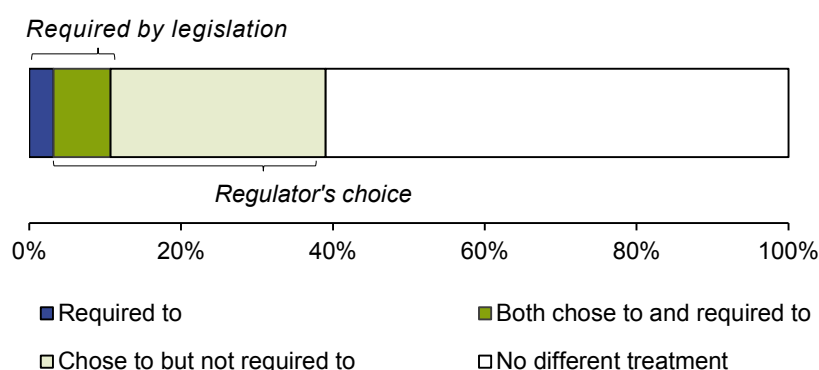 Required by legislation
Regulator's choice
0% 20% 40% 60% 80% 100%
Required to Both chose to and required to
Chose to but not required to No different treatment